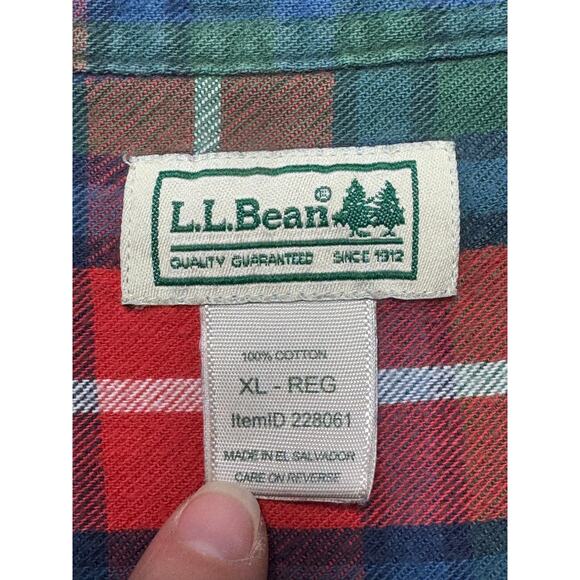 L.L.Bean®
QUALITY GUARANTEED SINCE 1912
100% COTTON
XL - REG
ItemID 228061
MADE IN EL SALVADOR
CARE ON REVERSE